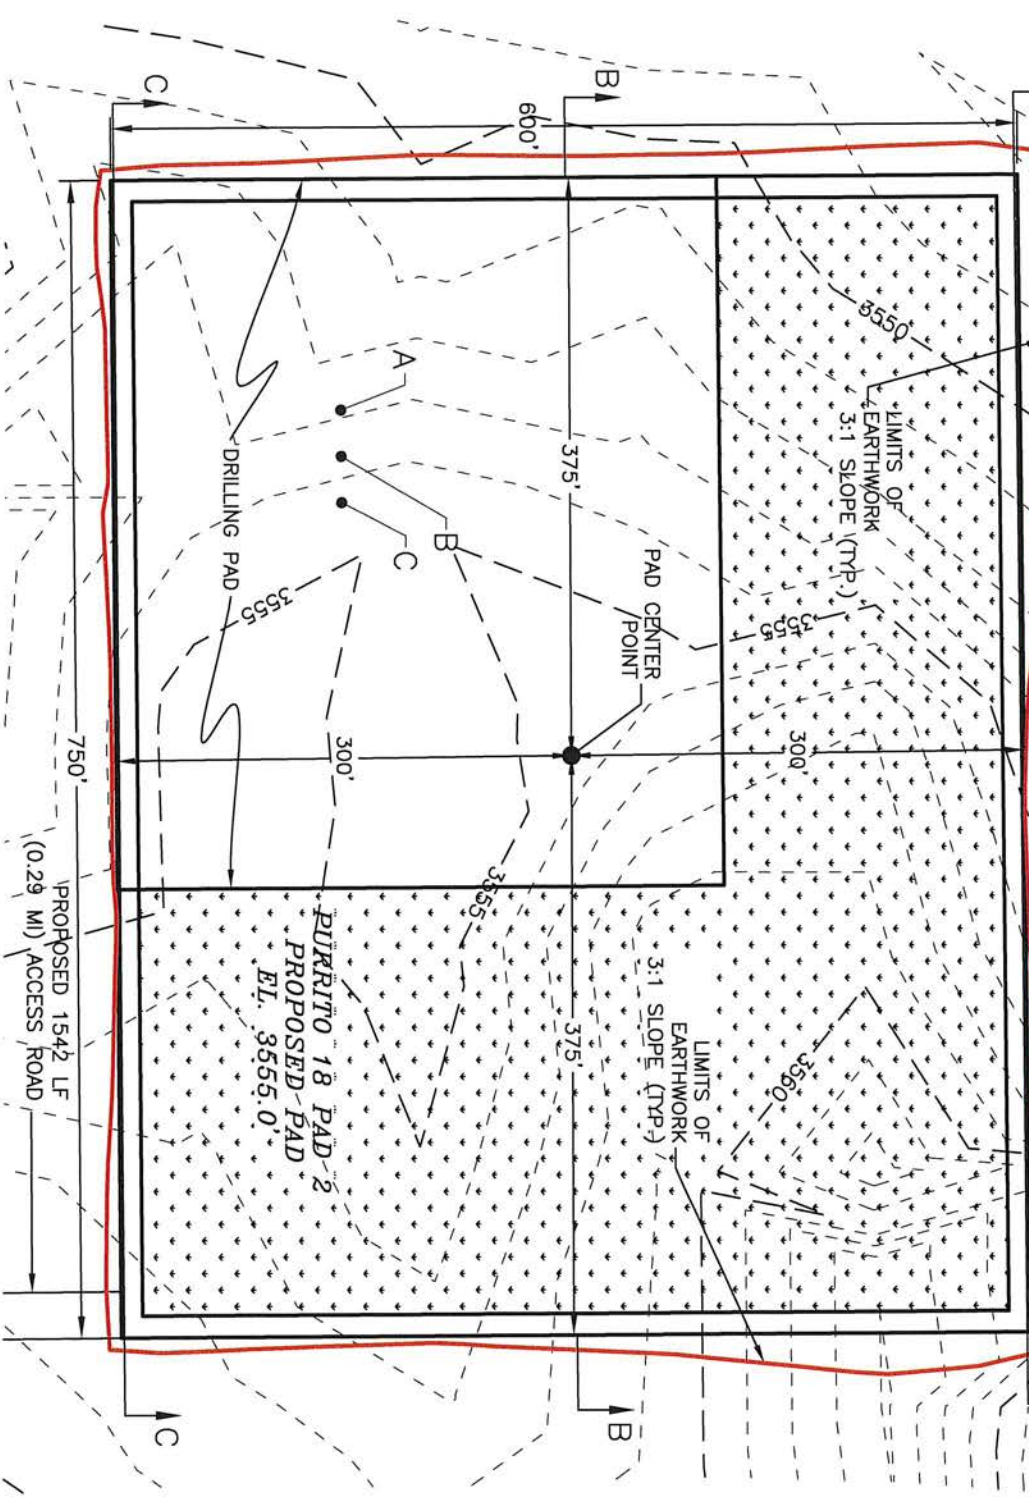 C
B
600'
3550
LIMITS OF
EARTHWORK
3:1 SLOPE (TYP.)
A
B
C
375'
DRILLING PAD
3555
PAD CENTER
POINT
3555
300'
300'
750'
3555
PURRITO 18 PAD 2
PROPOSED PAD
EL. 3555.0'
375'
LIMITS OF
EARTHWORK
3:1 SLOPE (TYP.)
3560
PROPOSED 1542 LF
(0.29 MI) ACCESS ROAD
C
B